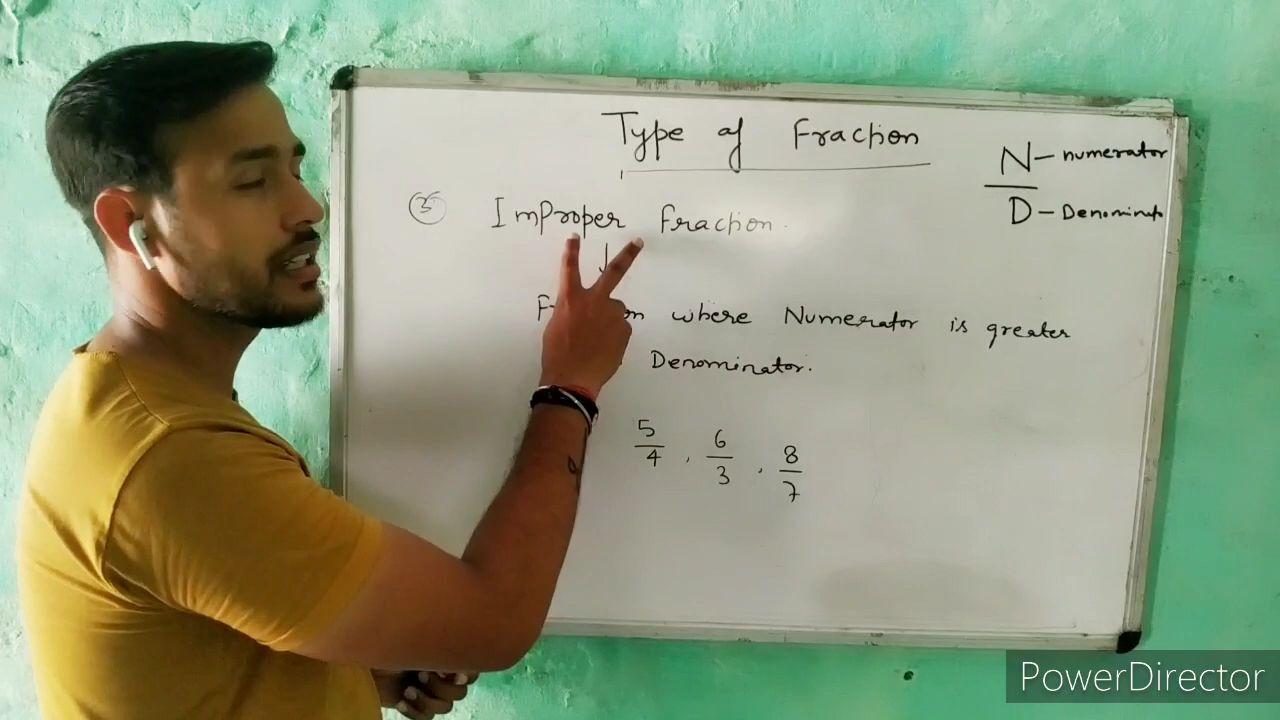 Type of Fraction
N - numerator
D - Denominato
3 Improper fraction.
where Numerator is greater
Denominator.
5/4, 6/3, 8/7
PowerDirector